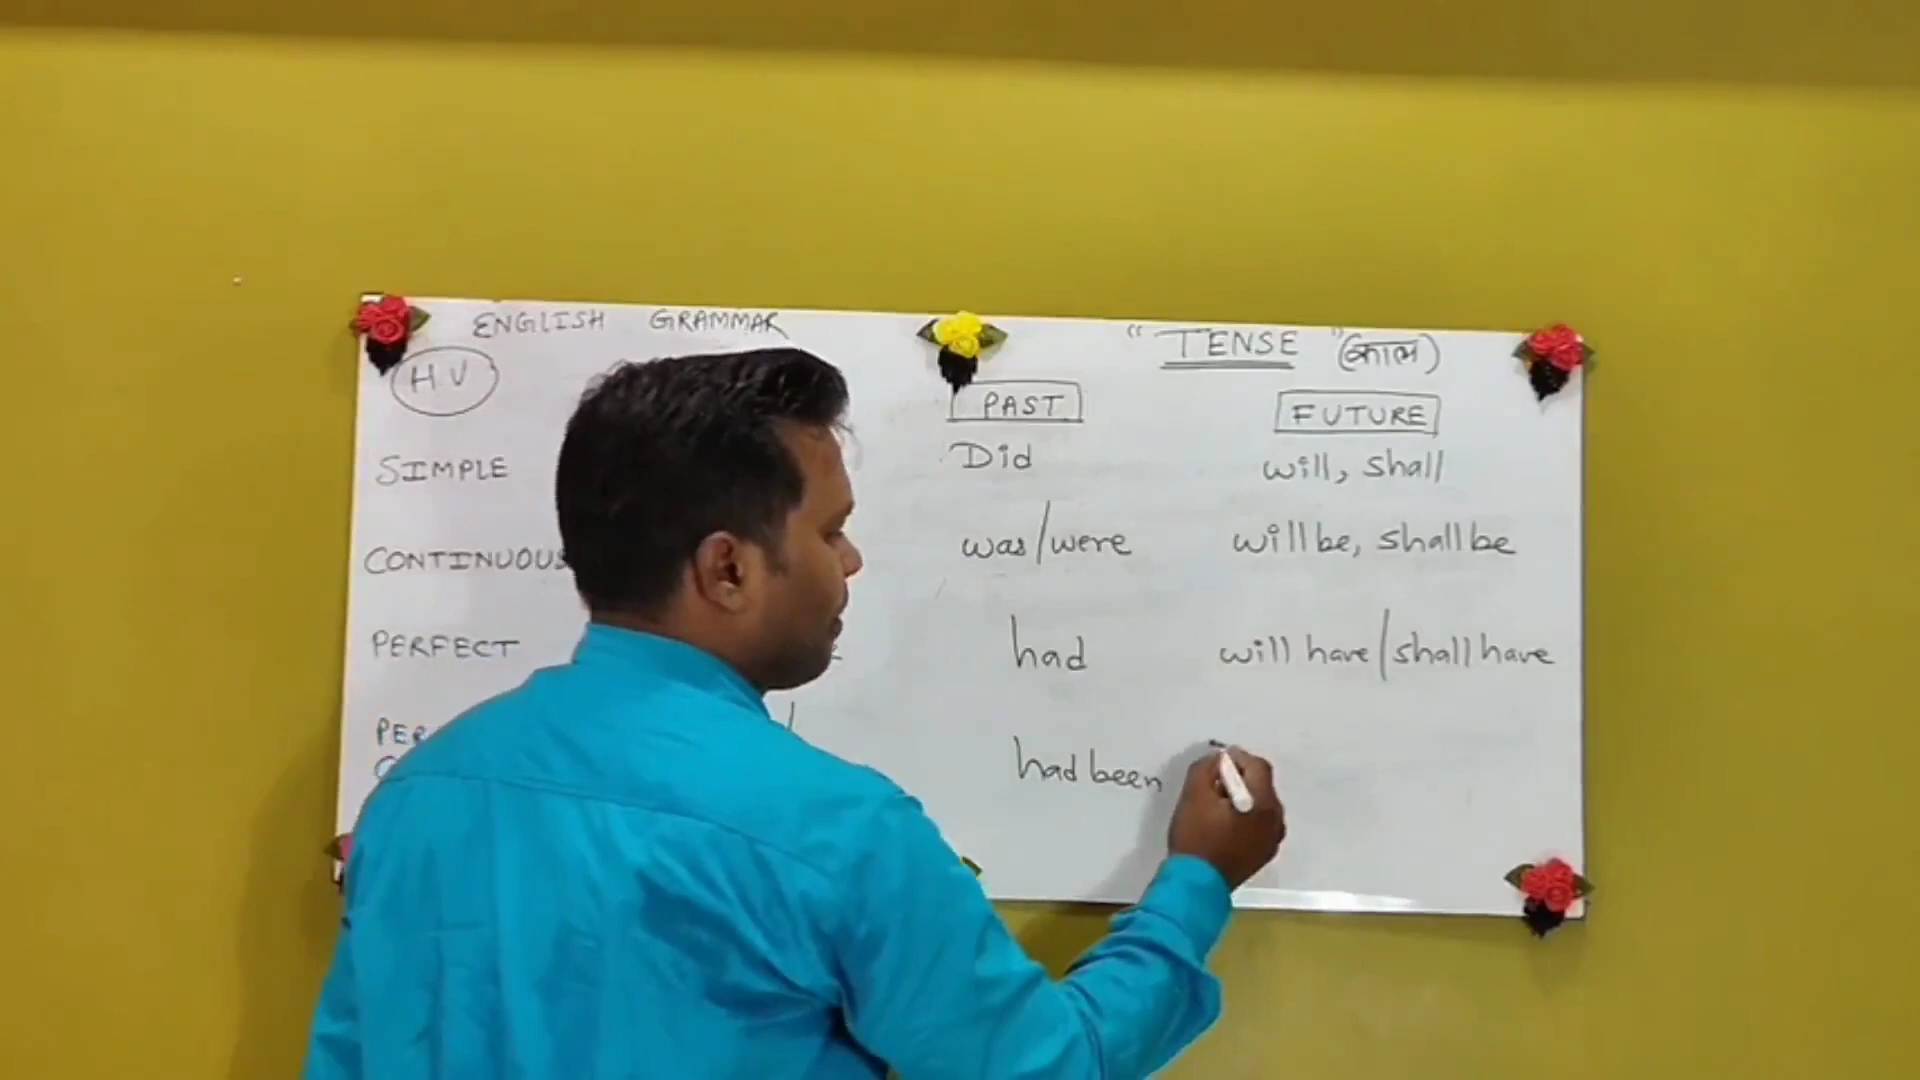 ENGLISH GRAMMAR " TENSE " (काल)
H.V PAST FUTURE
SIMPLE Did will, shall
CONTINUOUS was/were will be, shall be
PERFECT had will have/shall have
had been